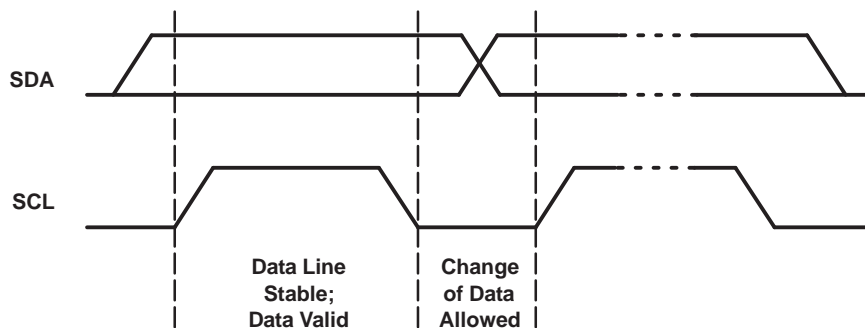 SDA
SCL
Data Line
Stable;
Data Valid
Change
of Data
Allowed